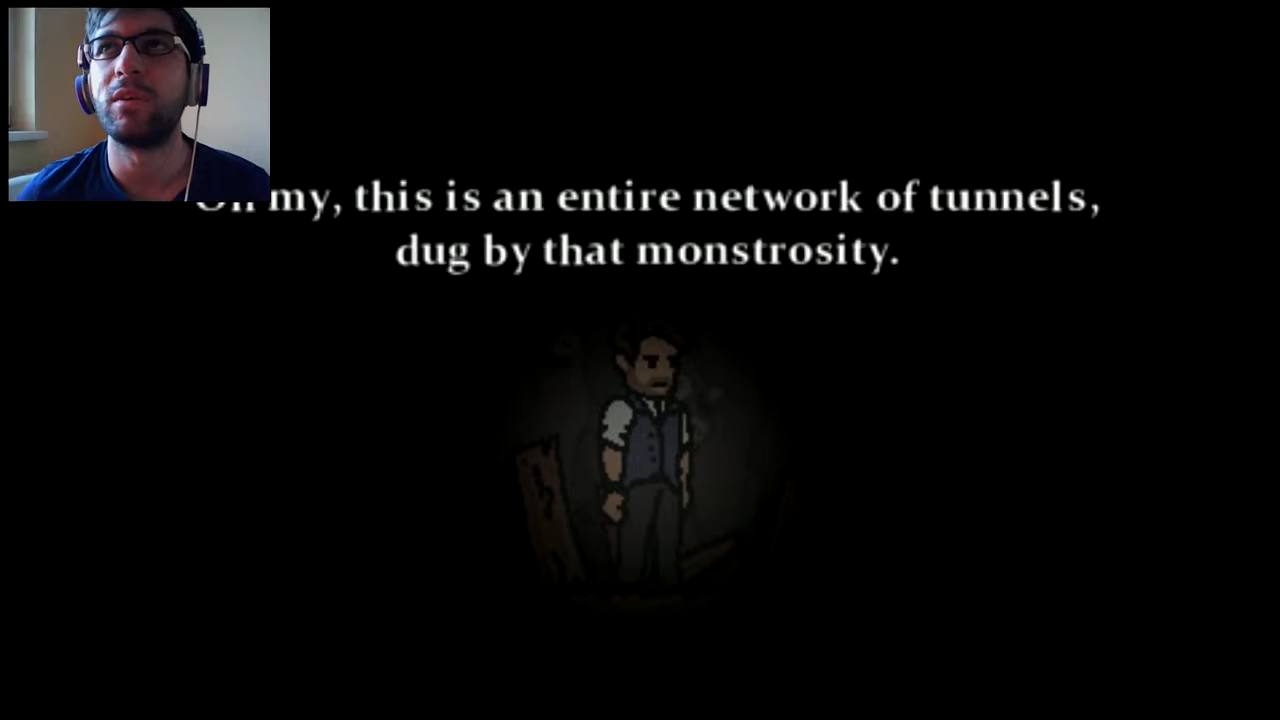 my, this is an entire network of tunnels,
dug by that monstrosity.